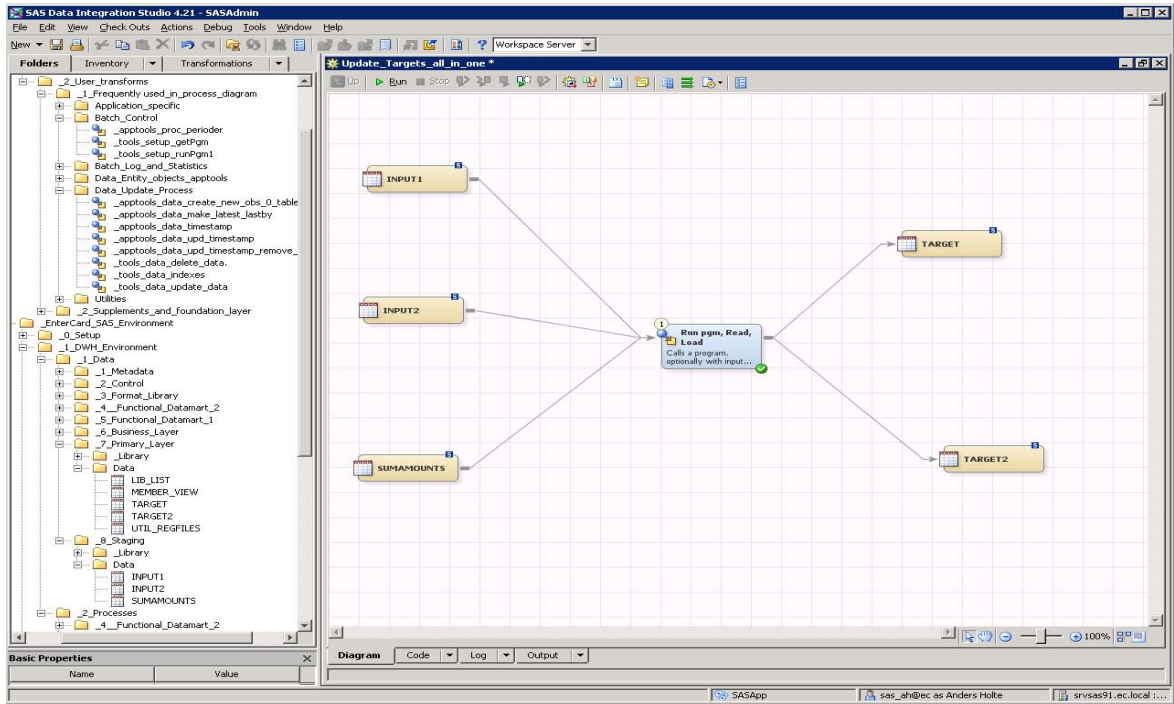 SAS Data Integration Studio 4.21 - SASAdmin
File Edit View Check Outs Actions Debug Tools Window Help
New Workspace Server
Folders Inventory Transformations
_2_User_transforms
_1_Frequently used_in_process_diagram
Application_specific
Batch_Control
_apptools_proc_perioder
_tools_setup_getPgm
_tools_setup_runPgm1
Batch_Log_and_Statistics
Data_Entity_objects_apptools
Data_Update_Process
_apptools_data_create_new_obs_0_table
_apptools_data_make_latest_lastby
_apptools_data_timestamp
_apptools_data_upd_timestamp
_apptools_data_upd_timestamp_remove_
_tools_data_delete_data.
_tools_data_indexes
_tools_data_update_data
Utilities
_2_Supplements_and_foundation_layer
_EnterCard_SAS_Environment
_0_Setup
_1_DWH_Environment
_1_Data
_1_Metadata
_2_Control
_3_Format_Library
_4__Functional_Datamart_2
_5_Functional_Datamart_1
_6_Business_Layer
_7_Primary_Layer
_Library
Data
LIB_LIST
MEMBER_VIEW
TARGET
TARGET2
UTIL_REGFILES
_8_Staging
_Library
Data
INPUT1
INPUT2
SUMAMOUNTS
_2_Processes
_4__Functional_Datamart_2
Basic Properties
Name Value
Update_Targets_all_in_one *
Up Run Stop
INPUT1
INPUT2
SUMAMOUNTS
1
Run pgm, Read,
Load
Calls a program,
optionally with input...
TARGET
TARGET2
100%
Diagram Code Log Output
SASApp sas_ah@ec as Anders Holte srvsas91.ec.local :...